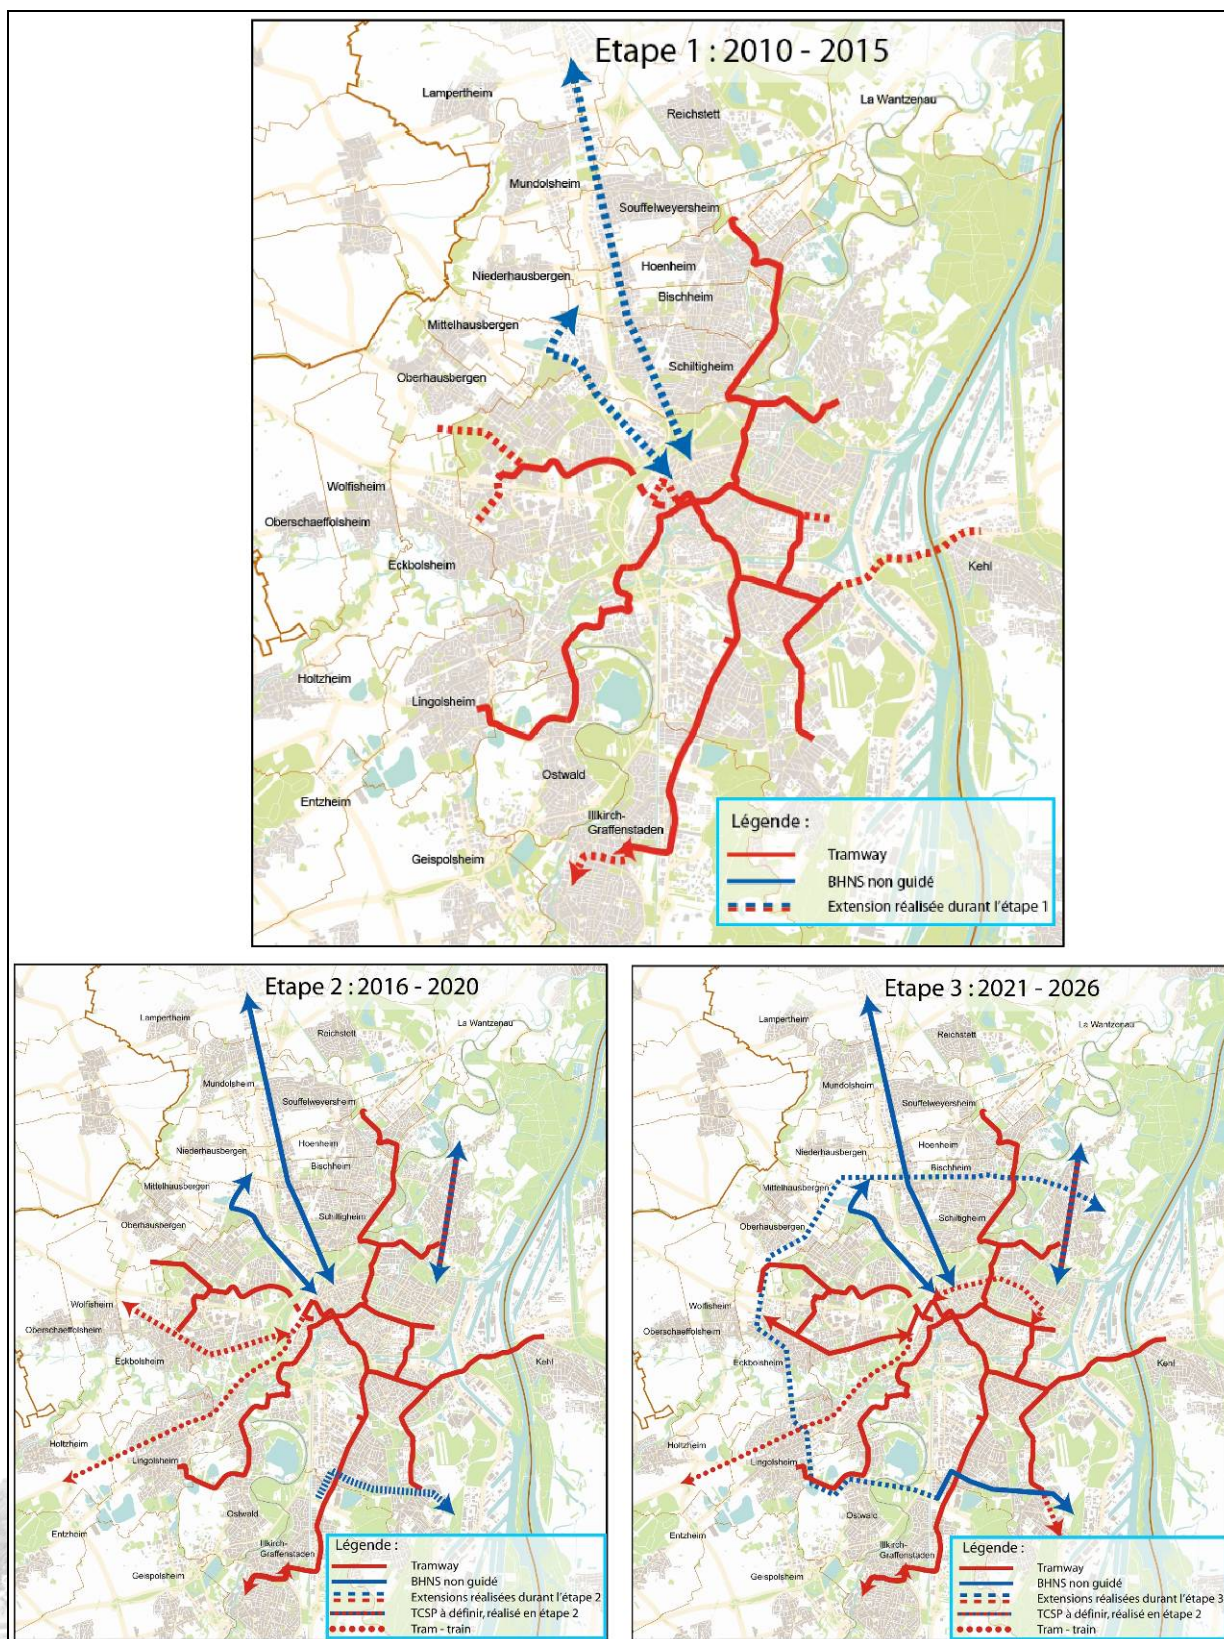 Etape 1 : 2010 - 2015
Lampertheim
La Wantzenau
Reichstett
Mundolsheim
Souffelweyersheim
Hoenheim
Niederhausbergen
Bischheim
Mittelhausbergen
Schiltigheim
Oberhausbergen
Wolfisheim
Oberschaeffolsheim
Eckbolsheim
Kehl
Holtzheim
Lingolsheim
Ostwald
Entzheim
Illkirch-
Graffenstaden
Geispolsheim
Légende :
Tramway
BHNS non guidé
Extension réalisée durant l'étape 1
Etape 2 : 2016 - 2020
Lampertheim
La Wantzenau
Reichstett
Mundolsheim
Souffelweyersheim
Hoenheim
Niederhausbergen
Bischheim
Mittelhausbergen
Schiltigheim
Oberhausbergen
Wolfisheim
Oberschaeffolsheim
Eckbolsheim
Kehl
Holtzheim
Lingolsheim
Ostwald
Entzheim
Illkirch-
Graffenstaden
Geispolsheim
Légende :
Tramway
BHNS non guidé
Extensions réalisées durant l'étape 2
TCSP à définir, réalisé en étape 2
Tram - train
Etape 3 : 2021 - 2026
Lampertheim
La Wantzenau
Reichstett
Mundolsheim
Souffelweyersheim
Hoenheim
Niederhausbergen
Bischheim
Mittelhausbergen
Schiltigheim
Oberhausbergen
Wolfisheim
Oberschaeffolsheim
Eckbolsheim
Kehl
Holtzheim
Lingolsheim
Ostwald
Entzheim
Illkirch-
Graffenstaden
Geispolsheim
Légende :
Tramway
BHNS non guidé
Extensions réalisées durant l'étape 3
TCSP à définir, réalisé en étape 2
Tram - train